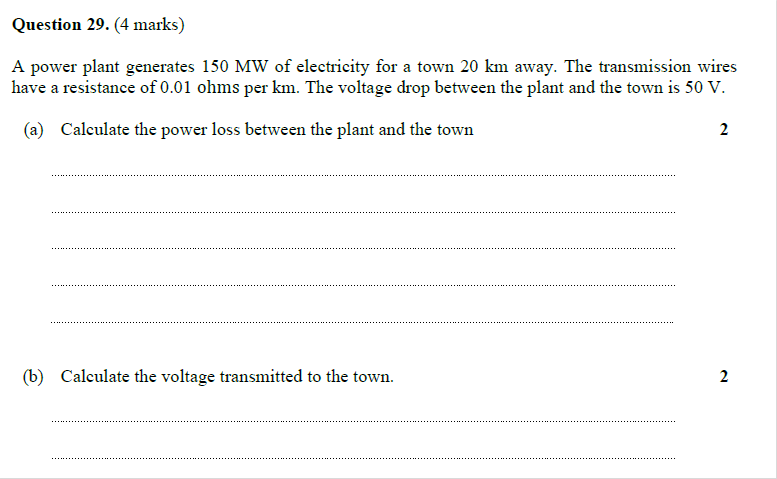 Question 29. (4 marks)
A power plant generates 150 MW of electricity for a town 20 km away. The transmission wires
have a resistance of 0.01 ohms per km. The voltage drop between the plant and the town is 50 V.
(a) Calculate the power loss between the plant and the town 2
(b) Calculate the voltage transmitted to the town. 2